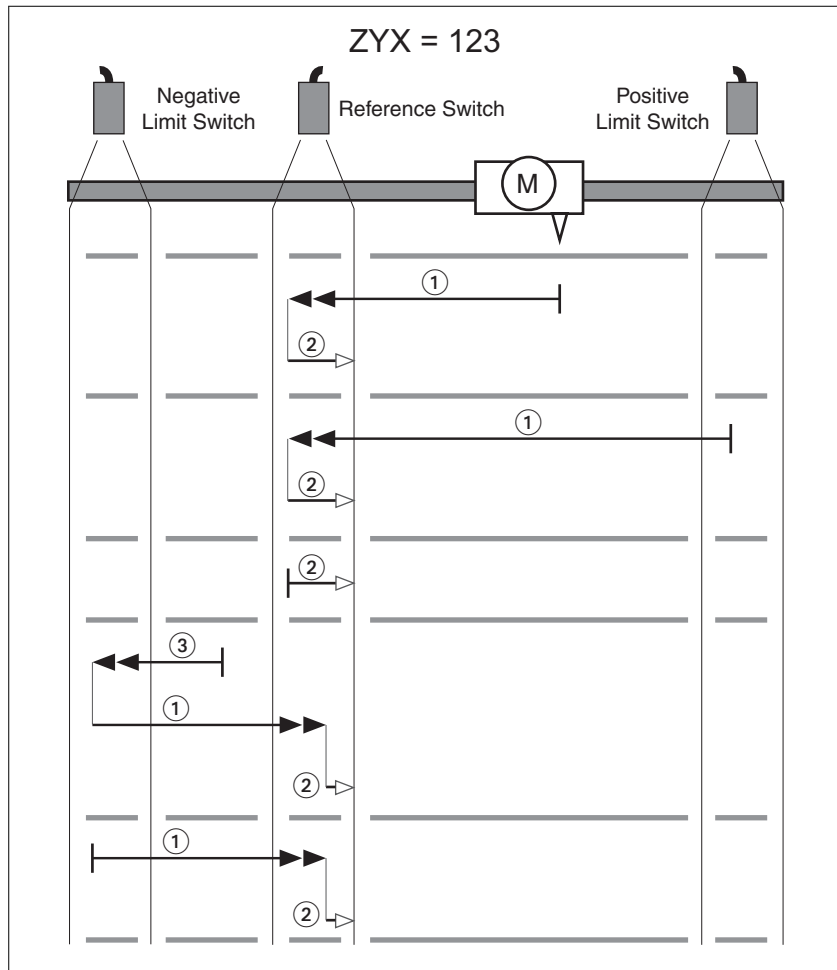 ZYX = 123
Negative
Limit Switch
Reference Switch
Positive
Limit Switch
M
①
②
①
②
②
③
①
②
①
②